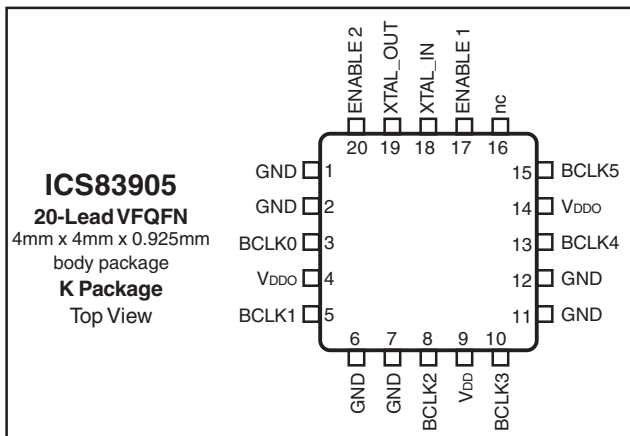 ENABLE 2
XTAL_OUT
XTAL_IN
ENABLE 1
nc
20 19 18 17 16
ICS83905
20-Lead VFQFN
4mm x 4mm x 0.925mm
body package
K Package
Top View
GND 1
GND 2
BCLK0 3
VDDO 4
BCLK1 5
15 BCLK5
14 VDDO
13 BCLK4
12 GND
11 GND
6 7 8 9 10
GND
GND
BCLK2
VDD
BCLK3